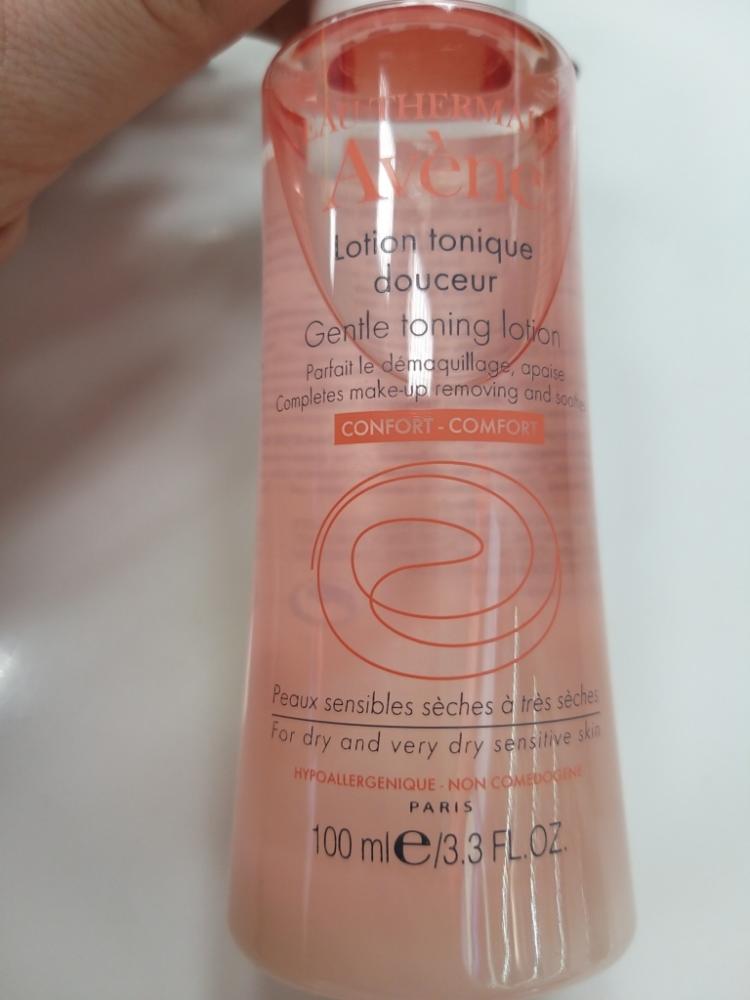 EAU THERMALE
Avène
Lotion tonique
douceur
Gentle toning lotion
Parfait le démaquillage, apaise
Completes make-up removing and soothes
CONFORT - COMFORT
Peaux sensibles sèches à très sèches
For dry and very dry sensitive skin
HYPOALLERGENIQUE - NON COMEDOGENE
PARIS
100 ml e/3.3 FL.OZ.